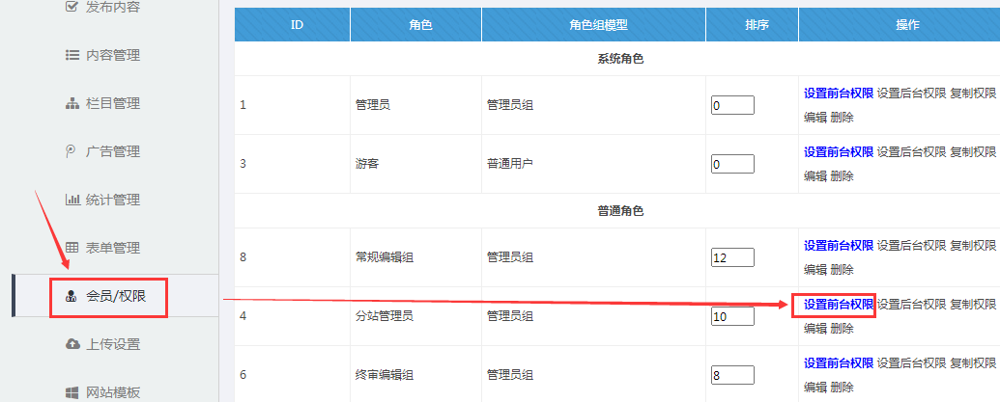 发布内容
内容管理
栏目管理
广告管理
统计管理
表单管理
会员/权限
上传设置
网站模板
ID 角色 角色组模型 排序 操作
系统角色
1 管理员 管理员组 0 设置前台权限 设置后台权限 复制权限
编辑 删除
3 游客 普通用户 0 设置前台权限 设置后台权限 复制权限
编辑 删除
普通角色
8 常规编辑组 管理员组 12 设置前台权限 设置后台权限 复制权限
编辑 删除
4 分站管理员 管理员组 10 设置前台权限 设置后台权限 复制权限
编辑 删除
6 终审编辑组 管理员组 8 设置前台权限 设置后台权限 复制权限
编辑 删除